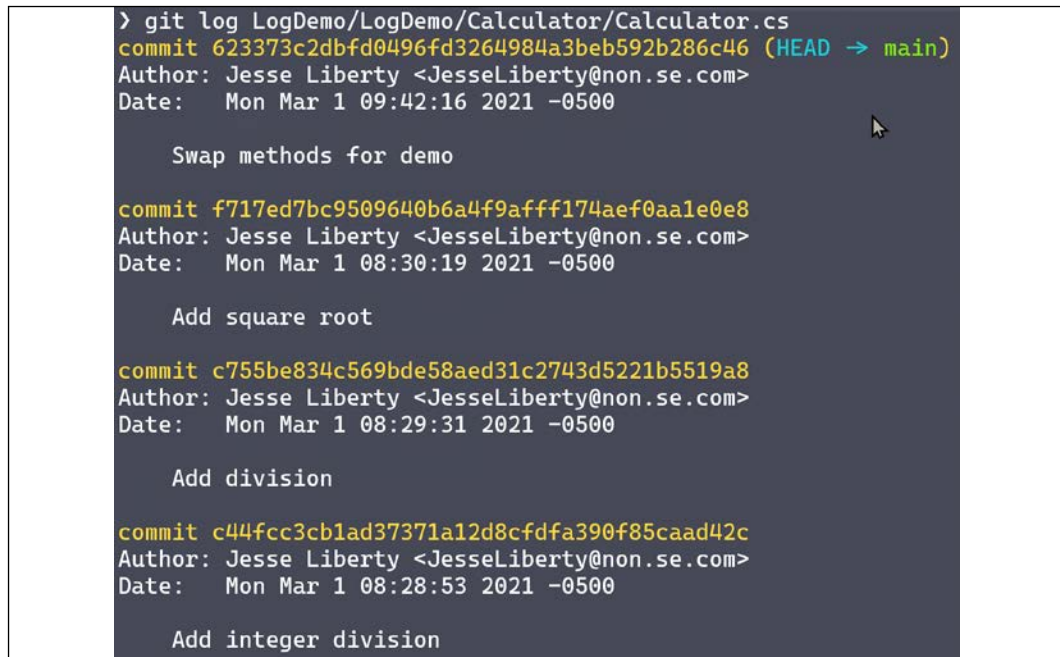 ❯ git log LogDemo/LogDemo/Calculator/Calculator.cs
commit 623373c2dbfd0496fd3264984a3beb592b286c46 (HEAD → main)
Author: Jesse Liberty <JesseLiberty@non.se.com>
Date:   Mon Mar 1 09:42:16 2021 -0500
Swap methods for demo
commit f717ed7bc9509640b6a4f9afff174aef0aa1e0e8
Author: Jesse Liberty <JesseLiberty@non.se.com>
Date:   Mon Mar 1 08:30:19 2021 -0500
Add square root
commit c755be834c569bde58aed31c2743d5221b5519a8
Author: Jesse Liberty <JesseLiberty@non.se.com>
Date:   Mon Mar 1 08:29:31 2021 -0500
Add division
commit c44fcc3cb1ad37371a12d8cfdfa390f85caad42c
Author: Jesse Liberty <JesseLiberty@non.se.com>
Date:   Mon Mar 1 08:28:53 2021 -0500
Add integer division